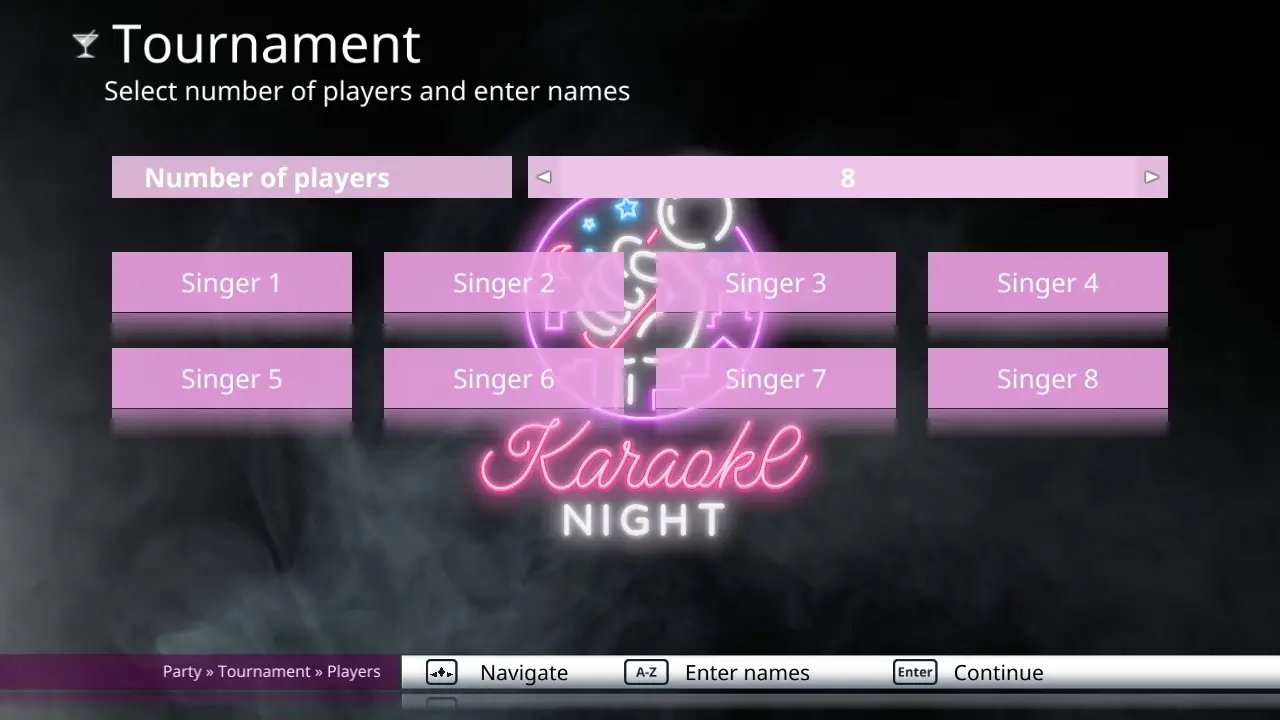 Tournament
Select number of players and enter names
Number of players 8
Singer 1 Singer 2 Singer 3 Singer 4
Singer 5 Singer 6 Singer 7 Singer 8
Karaoke
NIGHT
Party » Tournament » Players Navigate A-Z Enter names Enter Continue